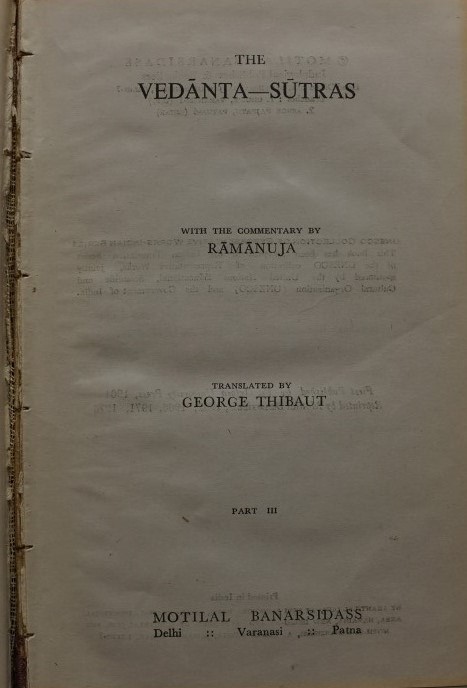 THE
VEDĀNTA—SŪTRAS
WITH THE COMMENTARY BY
RĀMĀNUJA
TRANSLATED BY
GEORGE THIBAUT
PART III
MOTILAL BANARSIDASS
Delhi :: Varanasi :: Patna